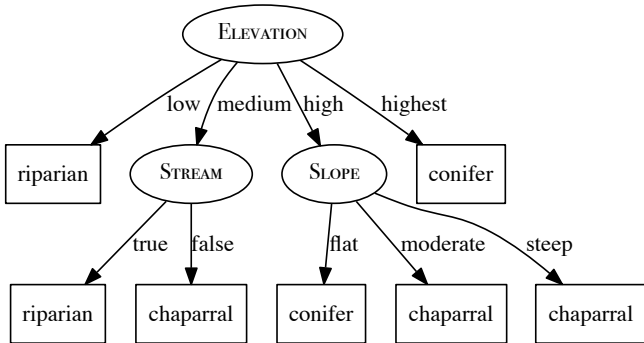 ELEVATION
low medium high highest
riparian STREAM SLOPE conifer
true false flat moderate steep
riparian chaparral conifer chaparral chaparral